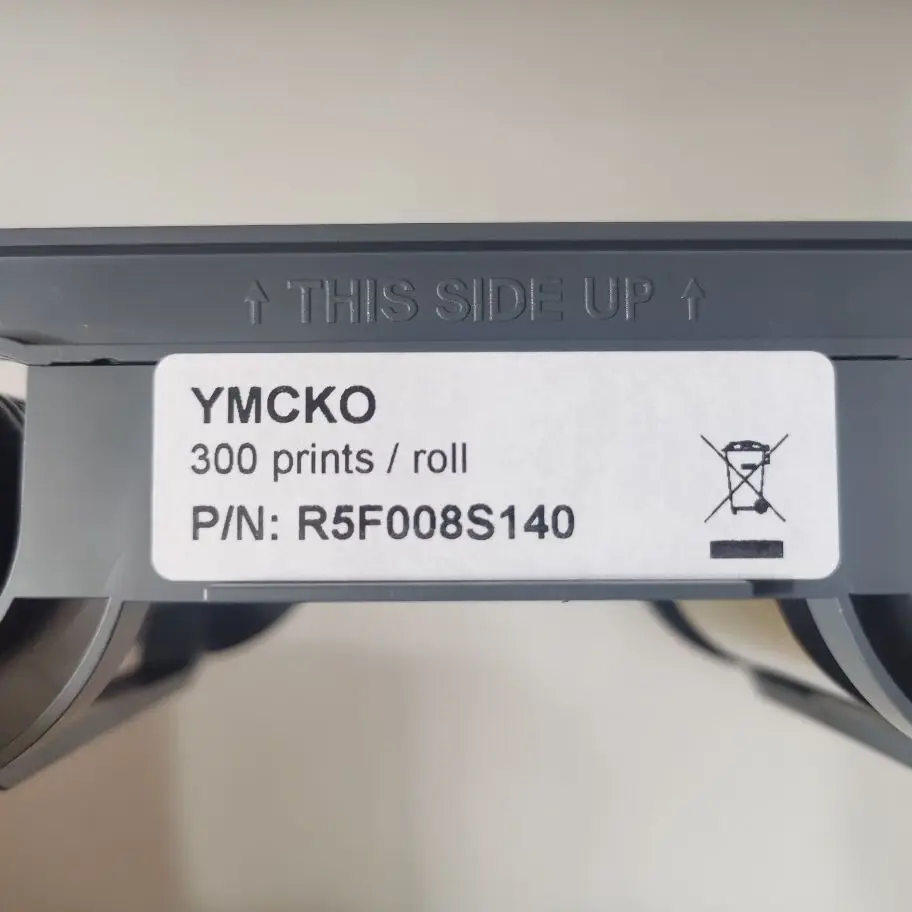 ↑ THIS SIDE UP ↑
YMCKO
300 prints / roll
P/N: R5F008S140